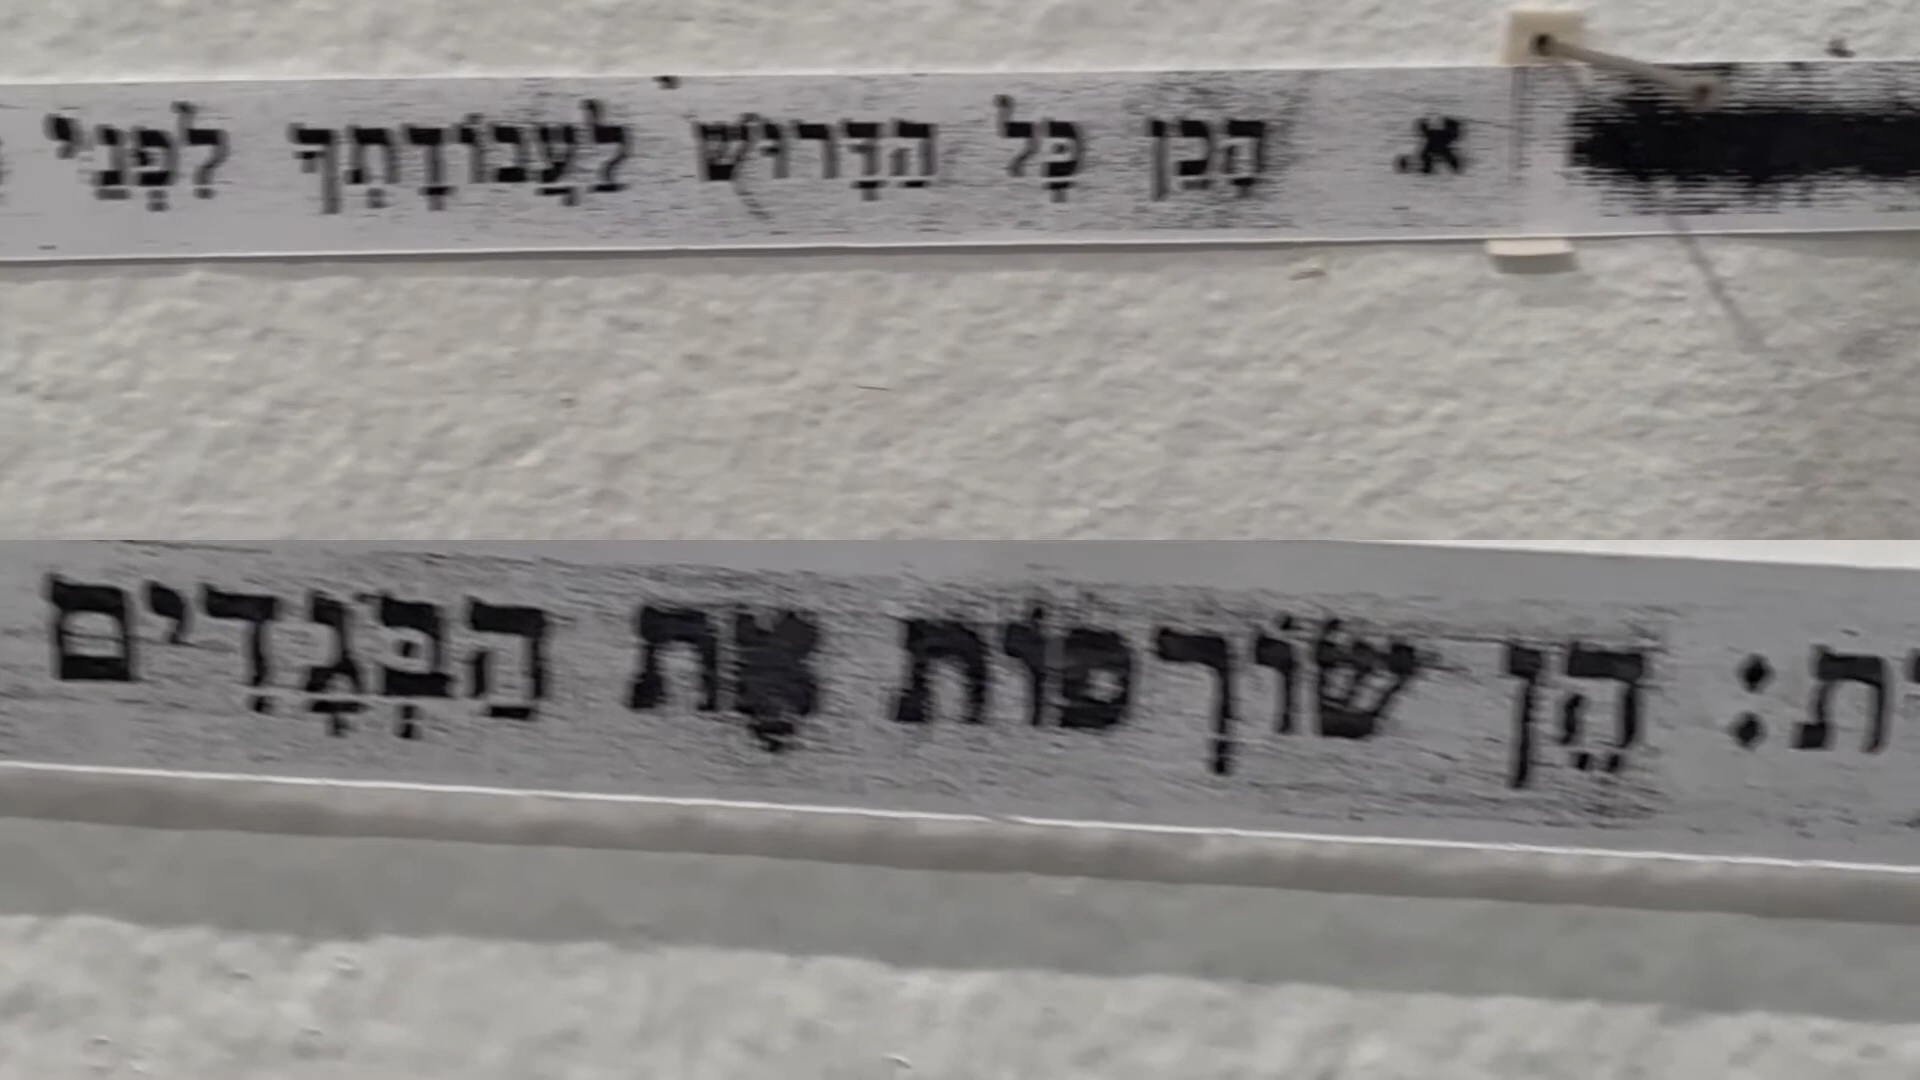 א. הָכֵן כָּל הַדָּרוּשׁ לַעֲבוֹדָתְךָ לִפְנֵי
ת: הֵן שׂוֹרְפוֹת אֶת הַבְּגָדִים